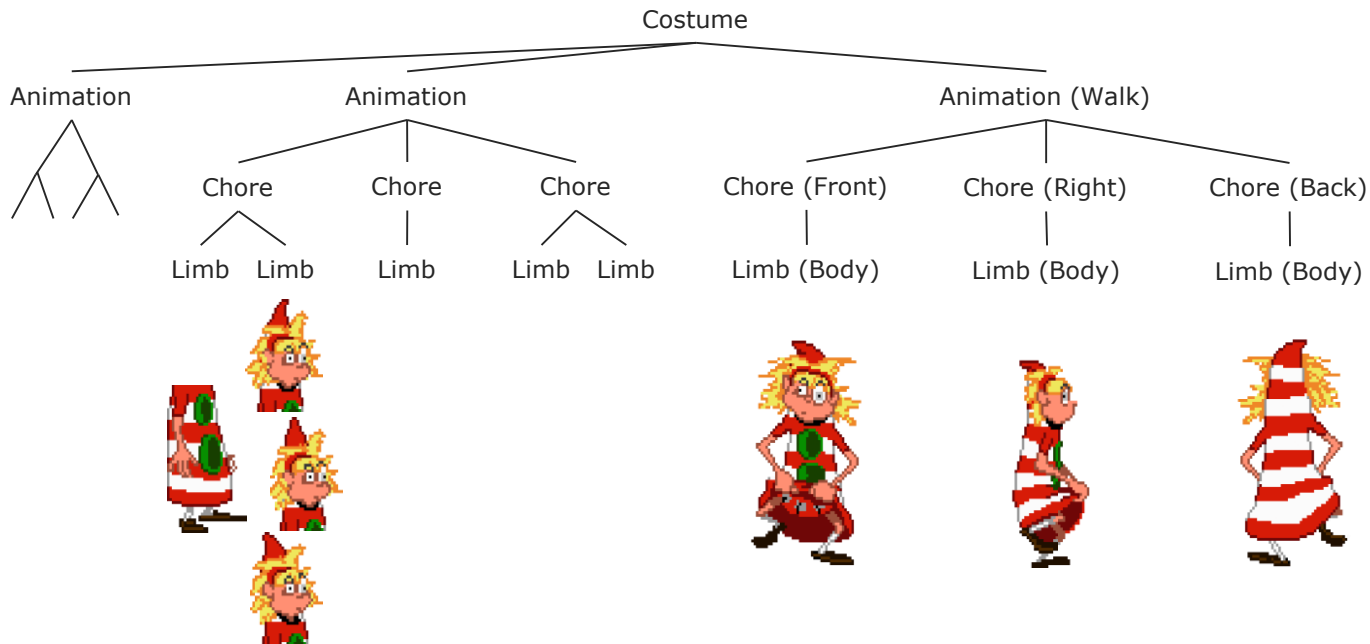 Costume
Animation Animation Animation (Walk)
Chore Chore Chore Chore (Front) Chore (Right) Chore (Back)
Limb Limb Limb Limb Limb Limb (Body) Limb (Body) Limb (Body)